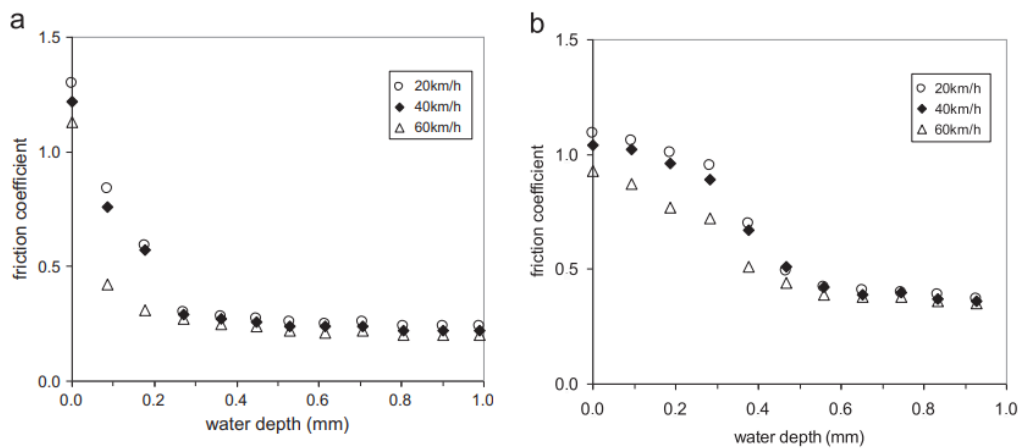 a
1.5
1.0
0.5
0.0
friction coefficient
20km/h
40km/h
60km/h
0.0 0.2 0.4 0.6 0.8 1.0
water depth (mm)
b
1.5
1.0
0.5
0.0
friction coefficient
20km/h
40km/h
60km/h
0.0 0.2 0.4 0.6 0.8 1.0
water depth (mm)